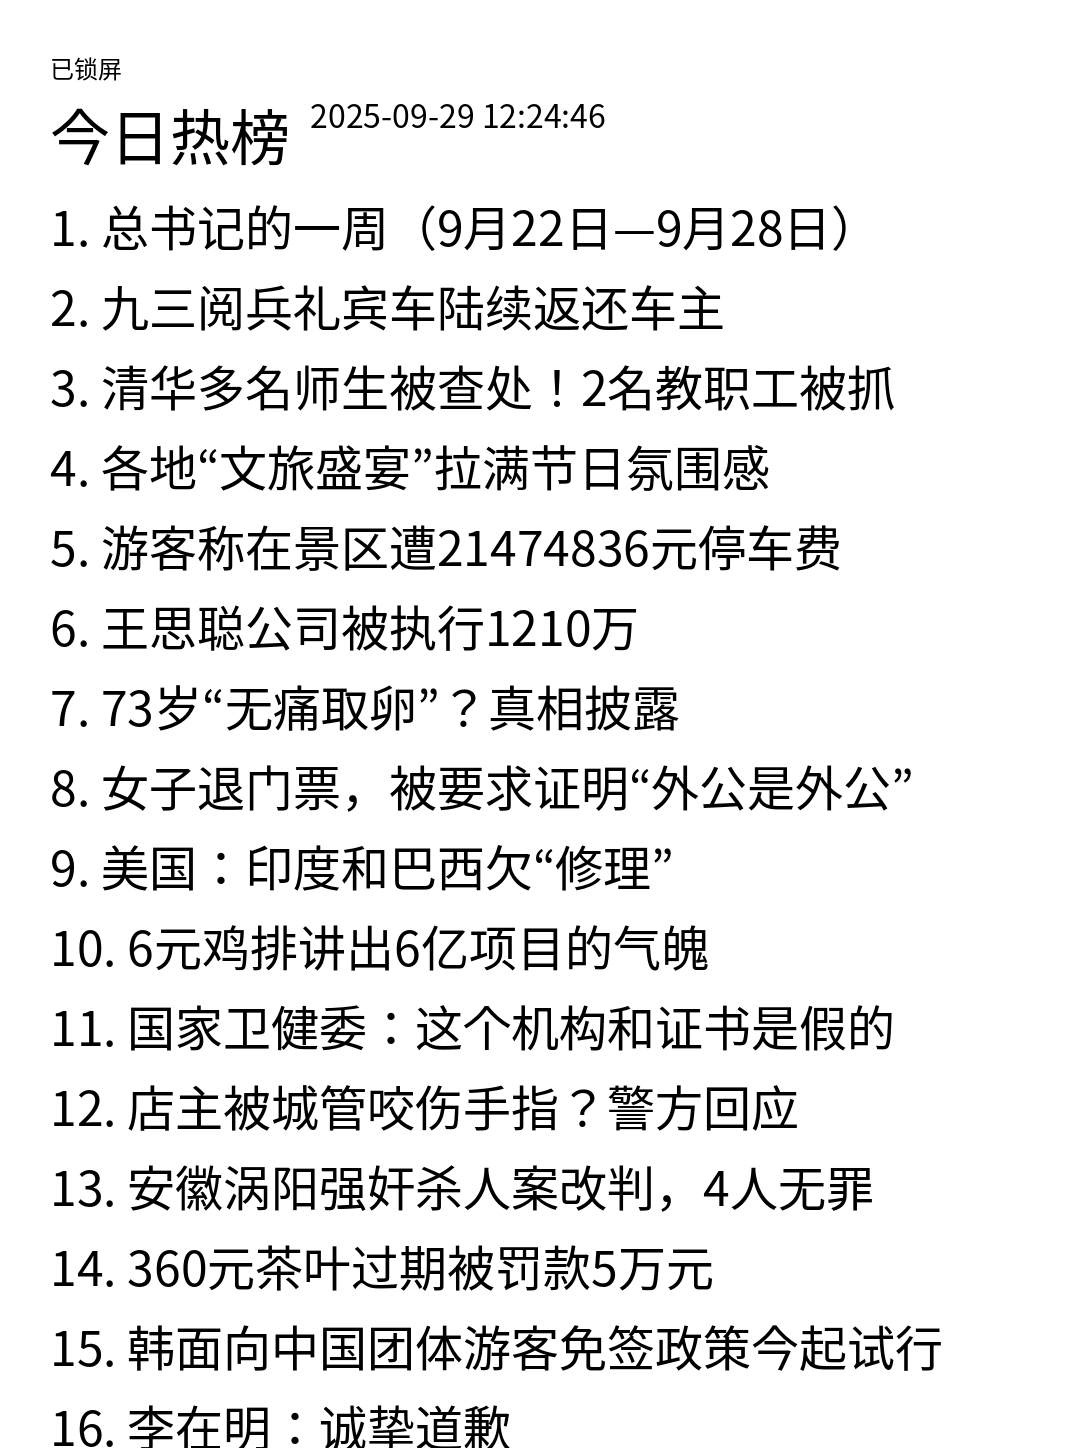 已锁屏
今日热榜 2025-09-29 12:24:46
1. 总书记的一周（9月22日—9月28日）
2. 九三阅兵礼宾车陆续返还车主
3. 清华多名师生被查处！2名教职工被抓
4. 各地“文旅盛宴”拉满节日氛围感
5. 游客称在景区遭21474836元停车费
6. 王思聪公司被执行1210万
7. 73岁“无痛取卵”？真相披露
8. 女子退门票，被要求证明“外公是外公”
9. 美国：印度和巴西欠“修理”
10. 6元鸡排讲出6亿项目的气魄
11. 国家卫健委：这个机构和证书是假的
12. 店主被城管咬伤手指？警方回应
13. 安徽涡阳强奸杀人案改判，4人无罪
14. 360元茶叶过期被罚款5万元
15. 韩面向中国团体游客免签政策今起试行
16. 李在明：诚挚道歉